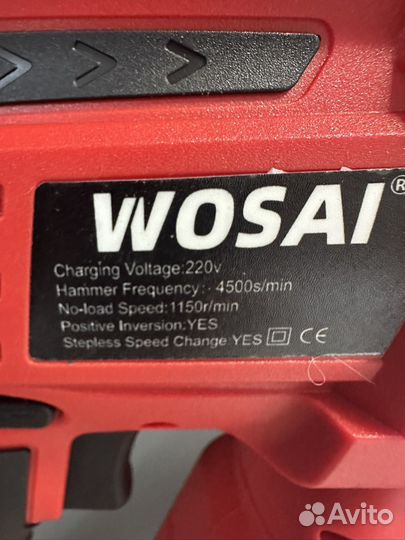 WOSAI®
Charging Voltage:220v
Hammer Frequency: 4500s/min
No-load Speed:1150r/min
Positive Inversion:YES
Stepless Speed Change:YES CE
Avito